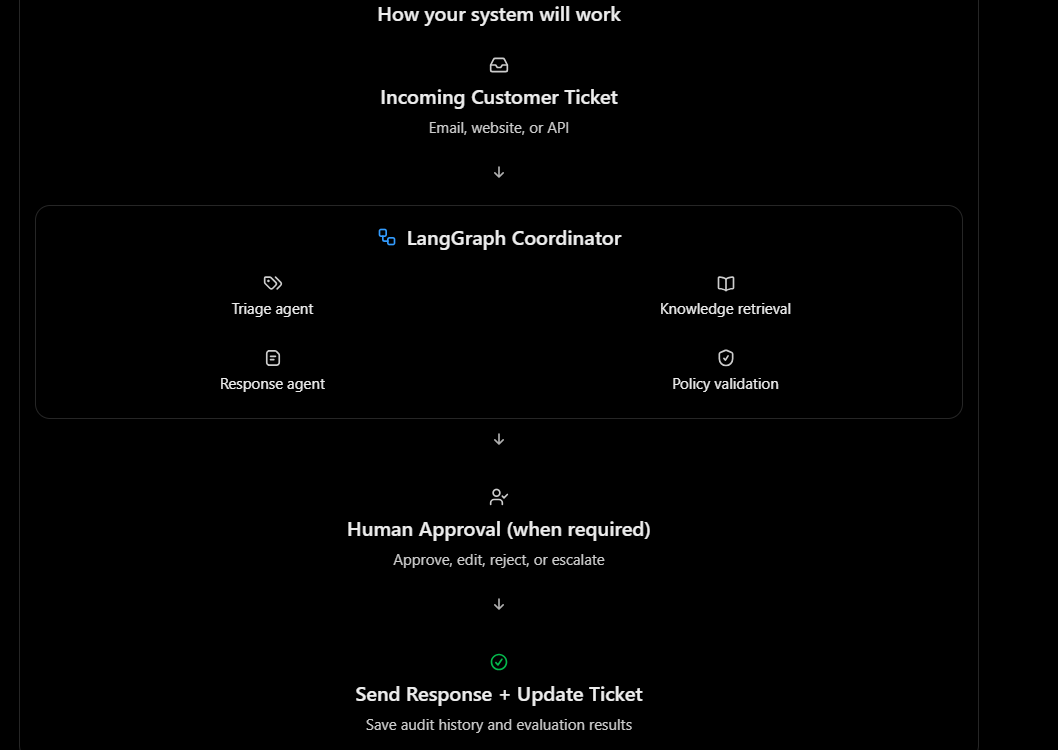 How your system will work
Incoming Customer Ticket
Email, website, or API
LangGraph Coordinator
Triage agent
Knowledge retrieval
Response agent
Policy validation
Human Approval (when required)
Approve, edit, reject, or escalate
Send Response + Update Ticket
Save audit history and evaluation results